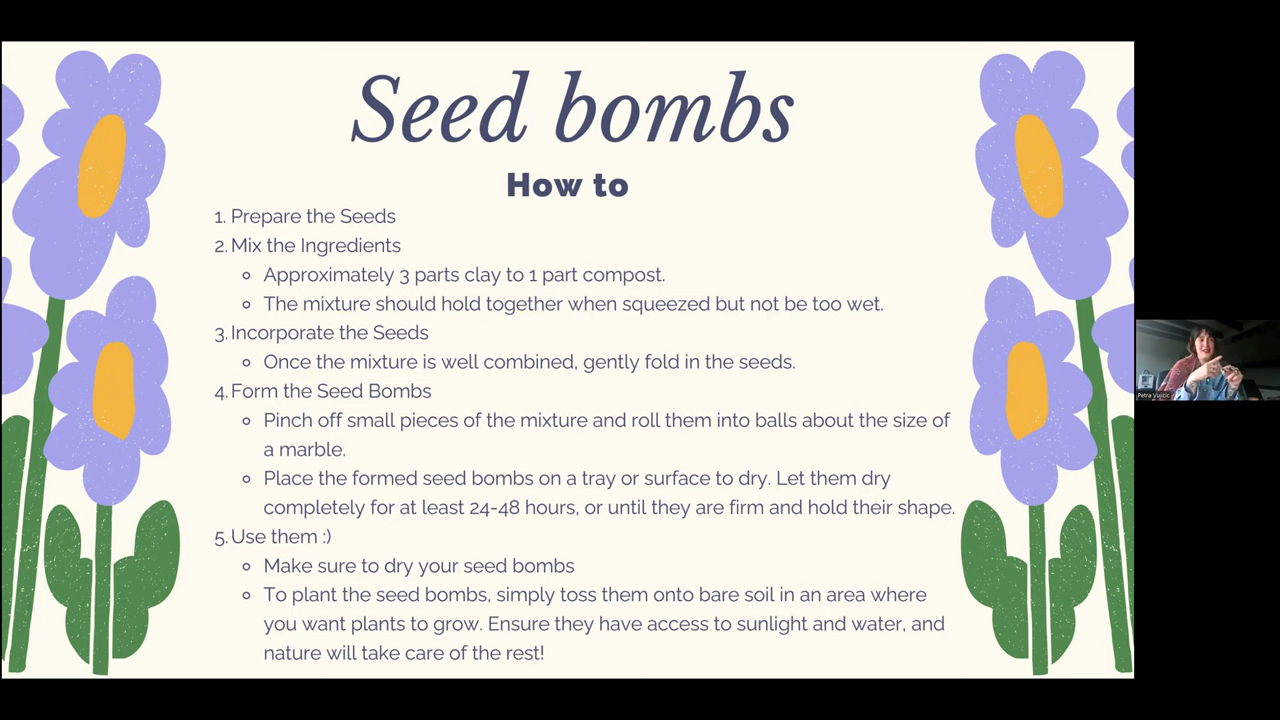 Seed bombs
How to
1. Prepare the Seeds
2. Mix the Ingredients
Approximately 3 parts clay to 1 part compost.
The mixture should hold together when squeezed but not be too wet.
3. Incorporate the Seeds
Once the mixture is well combined, gently fold in the seeds.
4. Form the Seed Bombs
Pinch off small pieces of the mixture and roll them into balls about the size of
a marble.
Place the formed seed bombs on a tray or surface to dry. Let them dry
completely for at least 24-48 hours, or until they are firm and hold their shape.
5. Use them :)
Make sure to dry your seed bombs
To plant the seed bombs, simply toss them onto bare soil in an area where
you want plants to grow. Ensure they have access to sunlight and water, and
nature will take care of the rest!
Petra